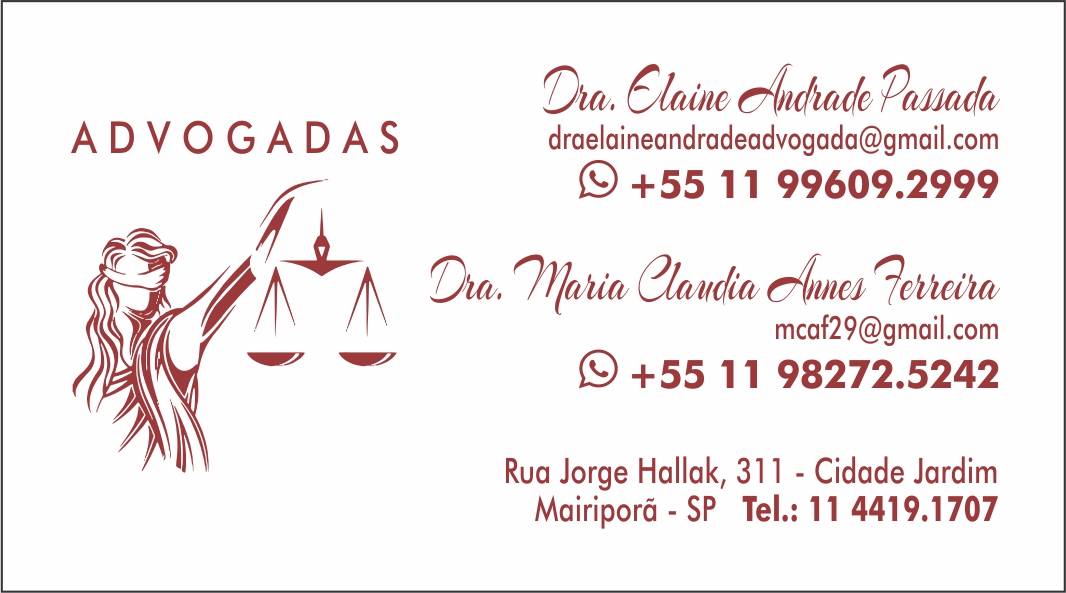 ADVOGADAS
Dra. Elaine Andrade Passada
draelaineandradeadvogada@gmail.com
+55 11 99609.2999
Dra. Maria Claudia Annes Ferreira
mcaf29@gmail.com
+55 11 98272.5242
Rua Jorge Hallak, 311 - Cidade Jardim
Mairiporã - SP Tel.: 11 4419.1707